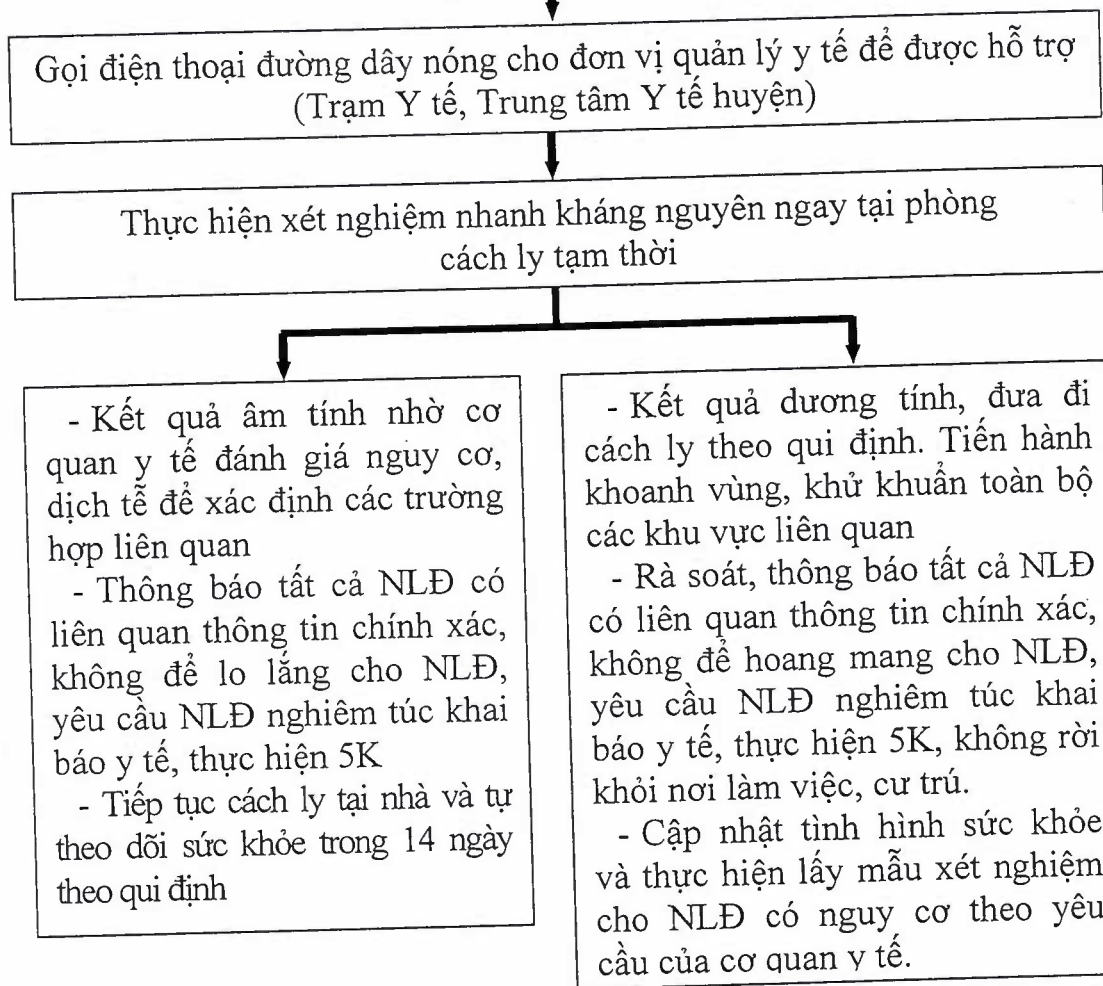 Gọi điện thoại đường dây nóng cho đơn vị quản lý y tế để được hỗ trợ
(Trạm Y tế, Trung tâm Y tế huyện)
Thực hiện xét nghiệm nhanh kháng nguyên ngay tại phòng
cách ly tạm thời
- Kết quả âm tính nhờ cơ
quan y tế đánh giá nguy cơ,
dịch tễ để xác định các trường
hợp liên quan
- Thông báo tất cả NLĐ có
liên quan thông tin chính xác,
không để lo lắng cho NLĐ,
yêu cầu NLĐ nghiêm túc khai
báo y tế, thực hiện 5K
- Tiếp tục cách ly tại nhà và tự
theo dõi sức khỏe trong 14 ngày
theo qui định
- Kết quả dương tính, đưa đi
cách ly theo qui định. Tiến hành
khoanh vùng, khử khuẩn toàn bộ
các khu vực liên quan
- Rà soát, thông báo tất cả NLĐ
có liên quan thông tin chính xác,
không để hoang mang cho NLĐ,
yêu cầu NLĐ nghiêm túc khai
báo y tế, thực hiện 5K, không rời
khỏi nơi làm việc, cư trú.
- Cập nhật tình hình sức khỏe
và thực hiện lấy mẫu xét nghiệm
cho NLĐ có nguy cơ theo yêu
cầu của cơ quan y tế.